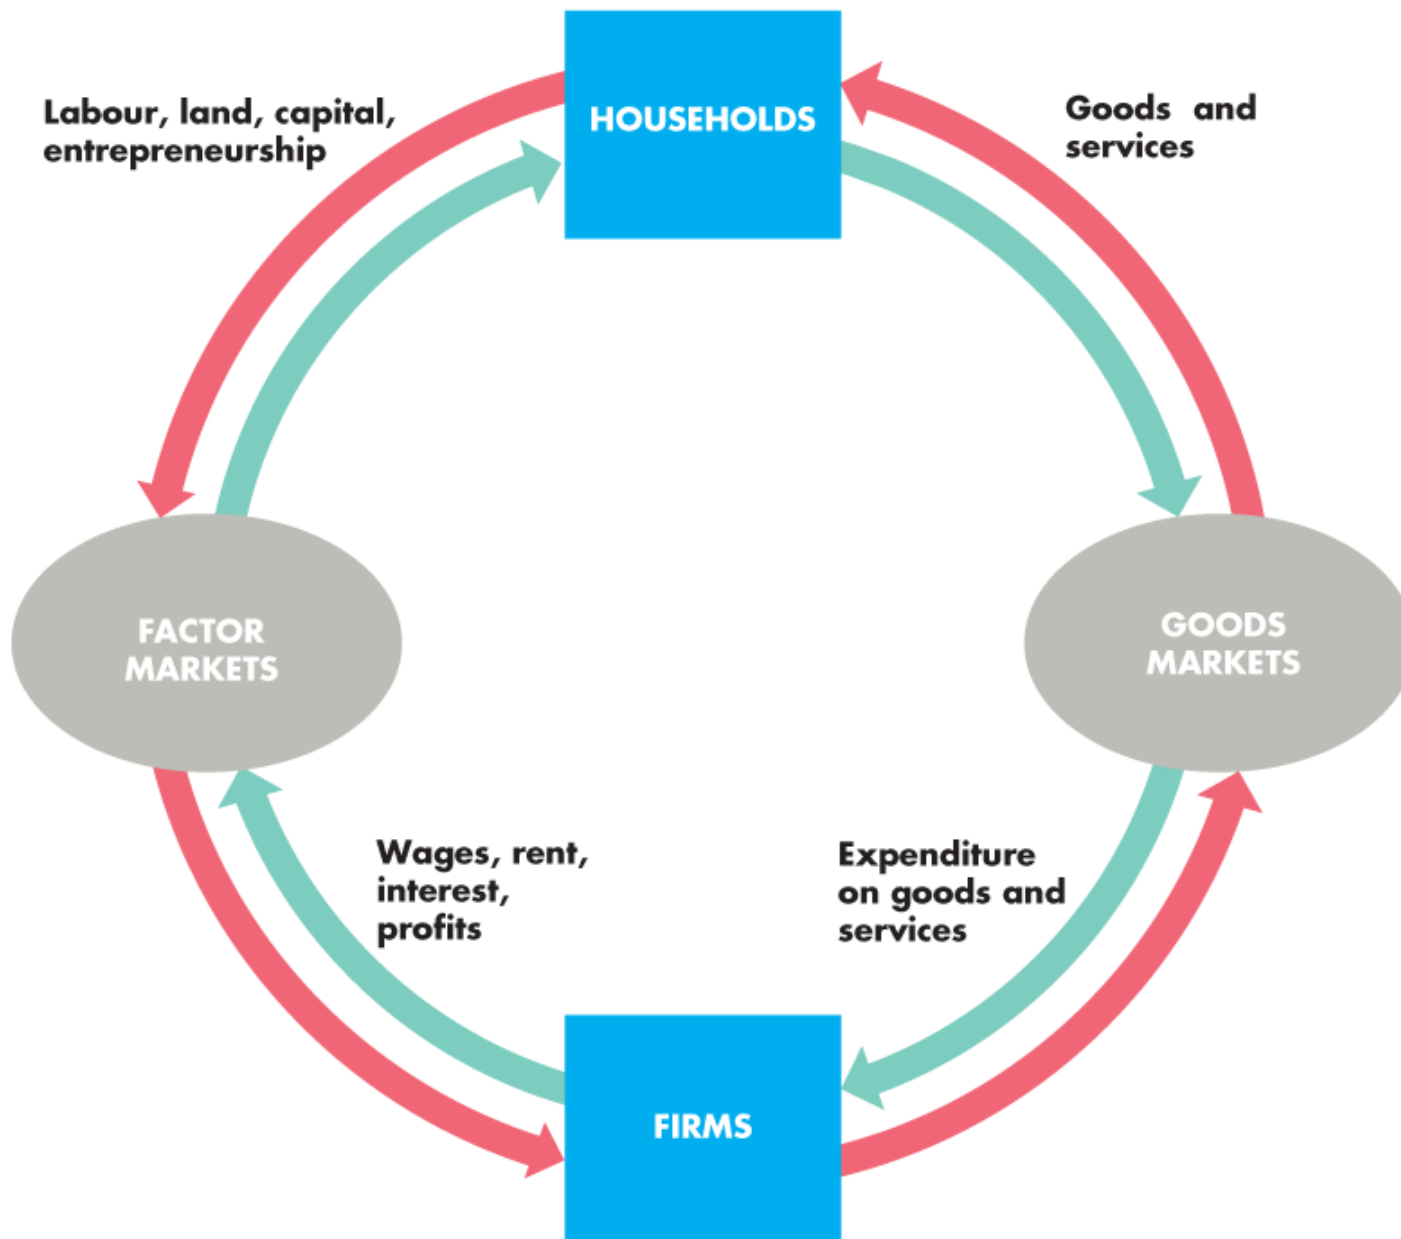 HOUSEHOLDS
Labour, land, capital,
entrepreneurship
Goods and
services
FACTOR
MARKETS
GOODS
MARKETS
Wages, rent,
interest,
profits
Expenditure
on goods and
services
FIRMS